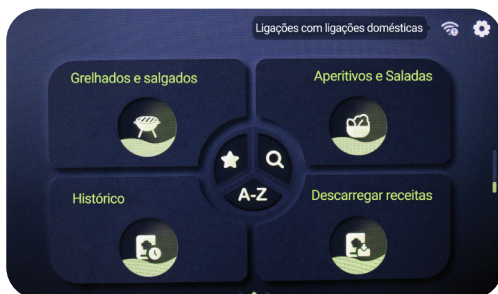 Ligações com ligações domésticas
Grelhados e salgados
Aperitivos e Saladas
A-Z
Histórico
Descarregar receitas